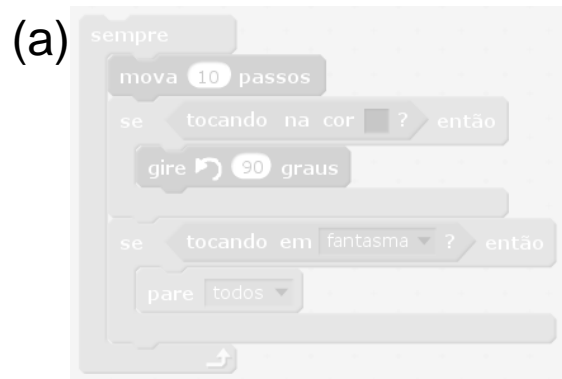 (a)
sempre
mova 10 passos
se tocando na cor ? então
gire 90 graus
se tocando em fantasma ? então
pare todos